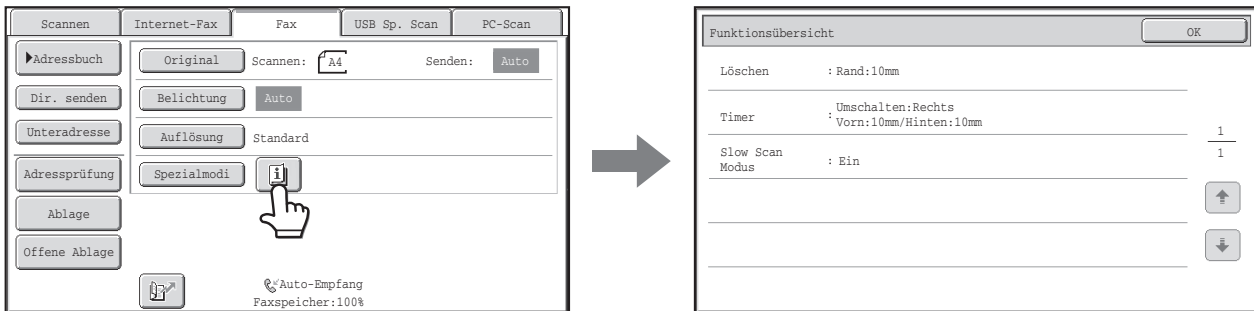 Scannen Internet-Fax Fax USB Sp. Scan PC-Scan
Adressbuch Original Scannen: A4 Senden: Auto
Dir. senden Belichtung Auto
Unteradresse Auflösung Standard
Adressprüfung Spezialmodi
Ablage
Offene Ablage
Auto-Empfang
Faxspeicher:100%
Funktionsübersicht OK
Löschen : Rand:10mm
Timer : Umschalten:Rechts
Vorn:10mm/Hinten:10mm
Slow Scan
Modus : Ein
1
1